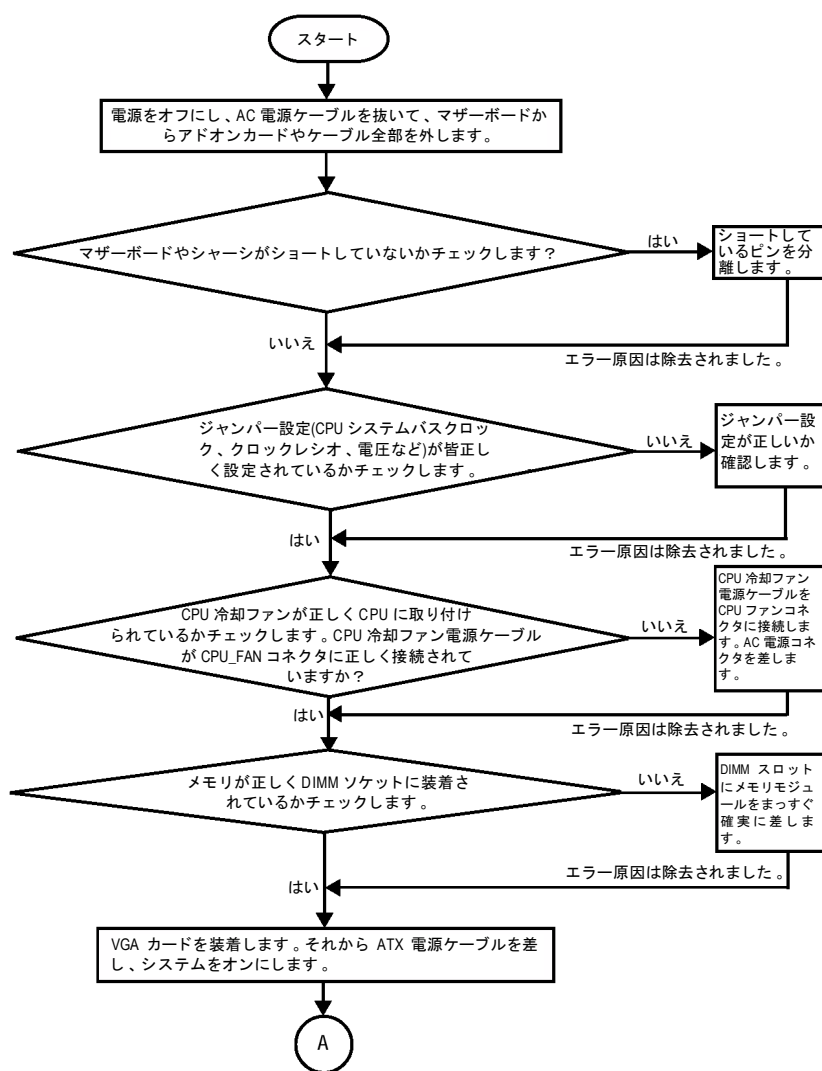 スタート
電源をオフにし、AC 電源ケーブルを抜いて、マザーボードか
らアドオンカードやケーブル全部を外します。
マザーボードやシャーシがショートしていないかチェックします？
はい
ショートして
いるピンを分
離します。
いいえ
エラー原因は除去されました。
ジャンパー設定(CPU システムバスクロッ
ク、クロックレシオ、電圧など)が皆正し
く設定されているかチェックします。
いいえ
ジャンパー設
定が正しいか
確認します。
はい
エラー原因は除去されました。
CPU 冷却ファンが正しく CPU に取り付け
られているかチェックします。CPU 冷却ファン電源ケーブル
が CPU_FAN コネクタに正しく接続されて
いますか？
いいえ
CPU 冷却ファン
電源ケーブルを
CPU ファンコネ
クタに接続しま
す。AC 電源コネ
クタを差しま
す。
はい
エラー原因は除去されました。
メモリが正しく DIMM ソケットに装着さ
れているかチェックします。
いいえ
DIMM スロット
にメモリモジュ
ールをまっすぐ
確実に差しま
す。
はい
エラー原因は除去されました。
VGA カードを装着します。それから ATX 電源ケーブルを差
し、システムをオンにします。
A